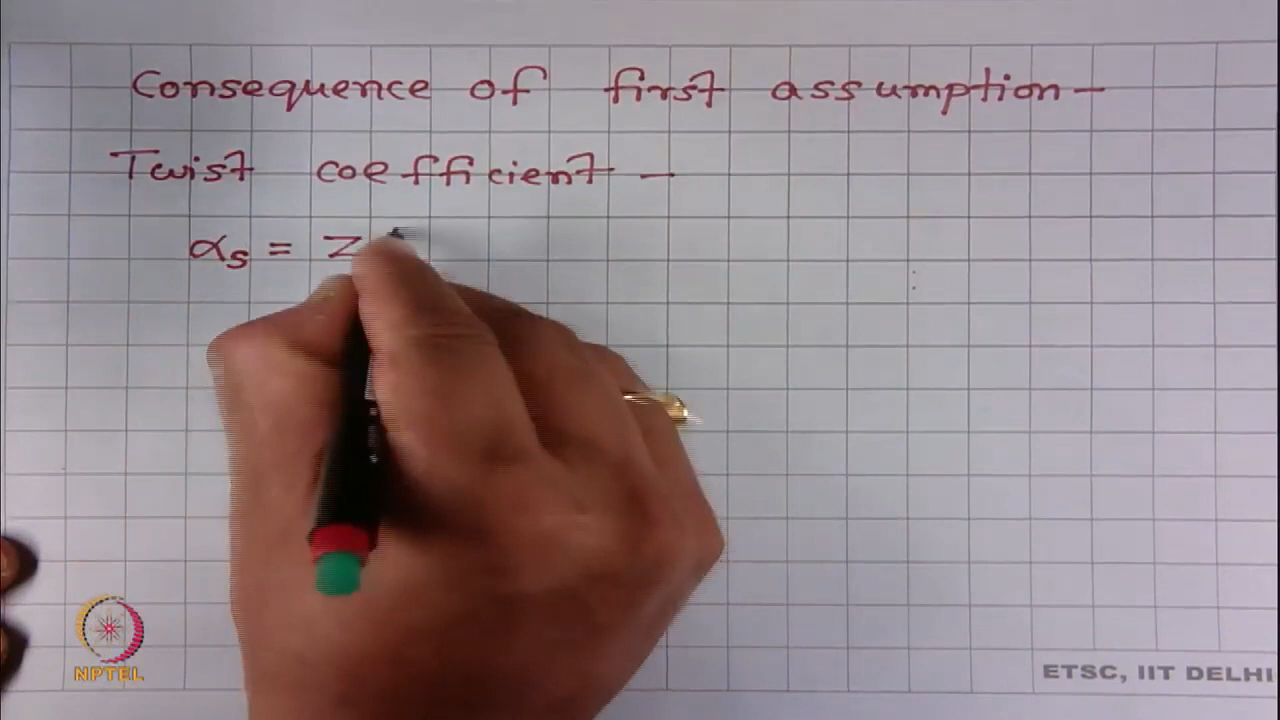 Consequence of first assumption -
Twist coefficient -
αs = Z
NPTEL
ETSC, IIT DELHI